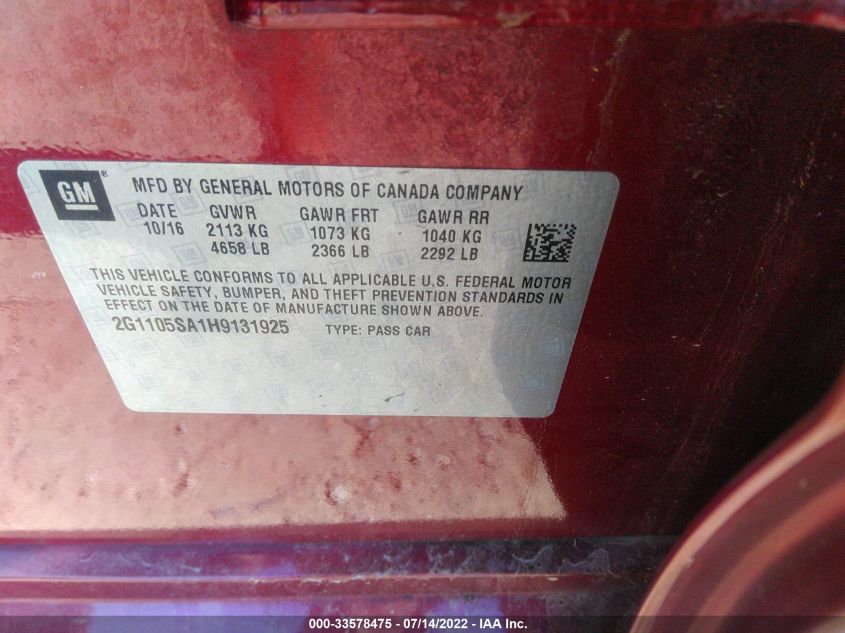 GM ® MFD BY GENERAL MOTORS OF CANADA COMPANY
DATE GVWR GAWR FRT GAWR RR
10/16 2113 KG 1073 KG 1040 KG
4658 LB 2366 LB 2292 LB
THIS VEHICLE CONFORMS TO ALL APPLICABLE U.S. FEDERAL MOTOR
VEHICLE SAFETY, BUMPER, AND THEFT PREVENTION STANDARDS IN
EFFECT ON THE DATE OF MANUFACTURE SHOWN ABOVE.
2G1105SA1H9131925 TYPE: PASS CAR
000-33578475 - 07/14/2022 - IAA Inc.